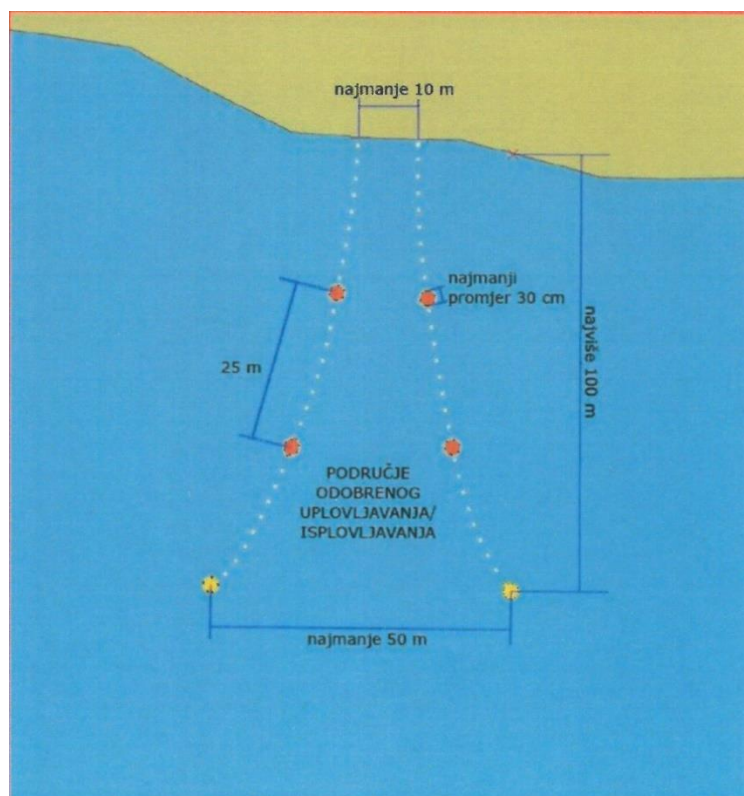 najmanje 10 m
najmanji
promjer 30 cm
25 m
najviše 100 m
PODRUČJE
ODOBRENOG
UPLOVLJAVANJA/
ISPLOVLJAVANJA
najmanje 50 m